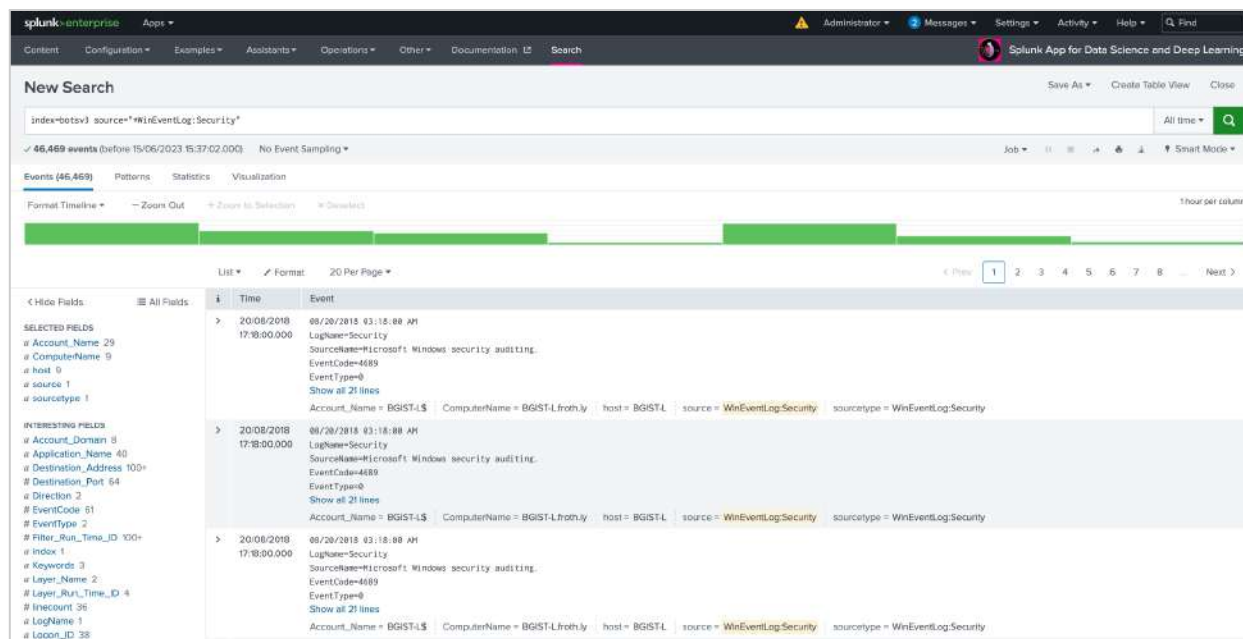 splunk>enterprise Apps Administrator 2 Messages Settings Activity Help Find
Content Configuration Examples Assistants Operations Other Documentation Search Splunk App for Data Science and Deep Learning
New Search Save As Create Table View Close
index=botsv3 source="*WinEventLog:Security" All time
46,469 events (before 15/06/2023 15:37:02.000) No Event Sampling Job Smart Mode
Events (46,469) Patterns Statistics Visualization
Format Timeline — Zoom Out + Zoom to Selection × Deselect 1 hour per column
List Format 20 Per Page < Prev 1 2 3 4 5 6 7 8 ... Next >
< Hide Fields All Fields i Time Event
SELECTED FIELDS
a Account_Name 29
a ComputerName 9
a host 9
a source 1
a sourcetype 1
INTERESTING FIELDS
a Account_Domain 8
a Application_Name 40
a Destination_Address 100+
# Destination_Port 64
a Direction 2
# EventCode 61
# EventType 2
# Filter_Run_Time_ID 100+
a index 1
a Keywords 3
a Layer_Name 2
# Layer_Run_Time_ID 4
# linecount 36
a LogName 1
a Logon_ID 38
> 20/08/2018 08/20/2018 03:18:00 AM
17:18:00.000 LogName=Security
SourceName=Microsoft Windows security auditing.
EventCode=4689
EventType=0
Show all 21 lines
Account_Name = BGIST-L$ ComputerName = BGIST-L.froth.ly host = BGIST-L source = WinEventLog:Security sourcetype = WinEventLog:Security
> 20/08/2018 08/20/2018 03:18:00 AM
17:18:00.000 LogName=Security
SourceName=Microsoft Windows security auditing.
EventCode=4689
EventType=0
Show all 21 lines
Account_Name = BGIST-L$ ComputerName = BGIST-L.froth.ly host = BGIST-L source = WinEventLog:Security sourcetype = WinEventLog:Security
> 20/08/2018 08/20/2018 03:18:00 AM
17:18:00.000 LogName=Security
SourceName=Microsoft Windows security auditing.
EventCode=4689
EventType=0
Show all 21 lines
Account_Name = BGIST-L$ ComputerName = BGIST-L.froth.ly host = BGIST-L source = WinEventLog:Security sourcetype = WinEventLog:Security